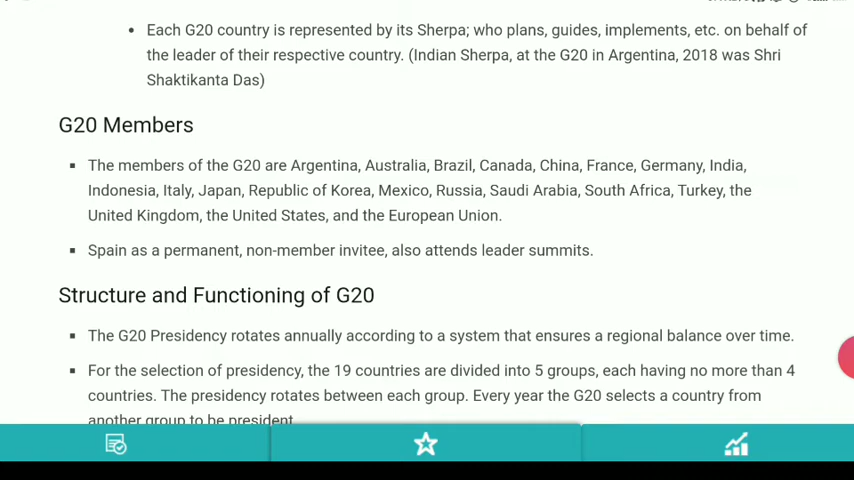 Each G20 country is represented by its Sherpa; who plans, guides, implements, etc. on behalf of
the leader of their respective country. (Indian Sherpa, at the G20 in Argentina, 2018 was Shri
Shaktikanta Das)
G20 Members
The members of the G20 are Argentina, Australia, Brazil, Canada, China, France, Germany, India,
Indonesia, Italy, Japan, Republic of Korea, Mexico, Russia, Saudi Arabia, South Africa, Turkey, the
United Kingdom, the United States, and the European Union.
Spain as a permanent, non-member invitee, also attends leader summits.
Structure and Functioning of G20
The G20 Presidency rotates annually according to a system that ensures a regional balance over time.
For the selection of presidency, the 19 countries are divided into 5 groups, each having no more than 4
countries. The presidency rotates between each group. Every year the G20 selects a country from
another group to be president.